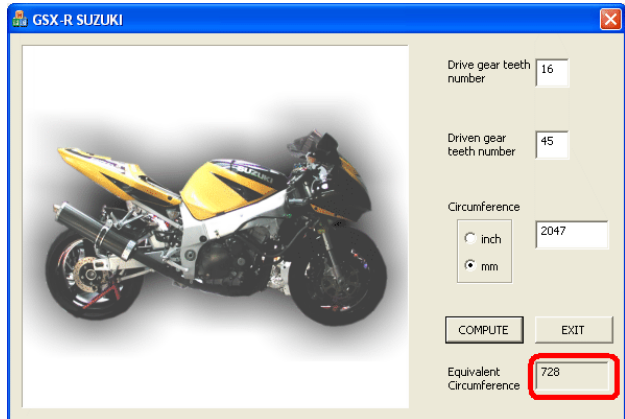 GSX-R SUZUKI
Drive gear teeth
number
16
Driven gear
teeth number
45
Circumference
inch
mm
2047
COMPUTE
EXIT
Equivalent
Circumference
728
SUZUKI